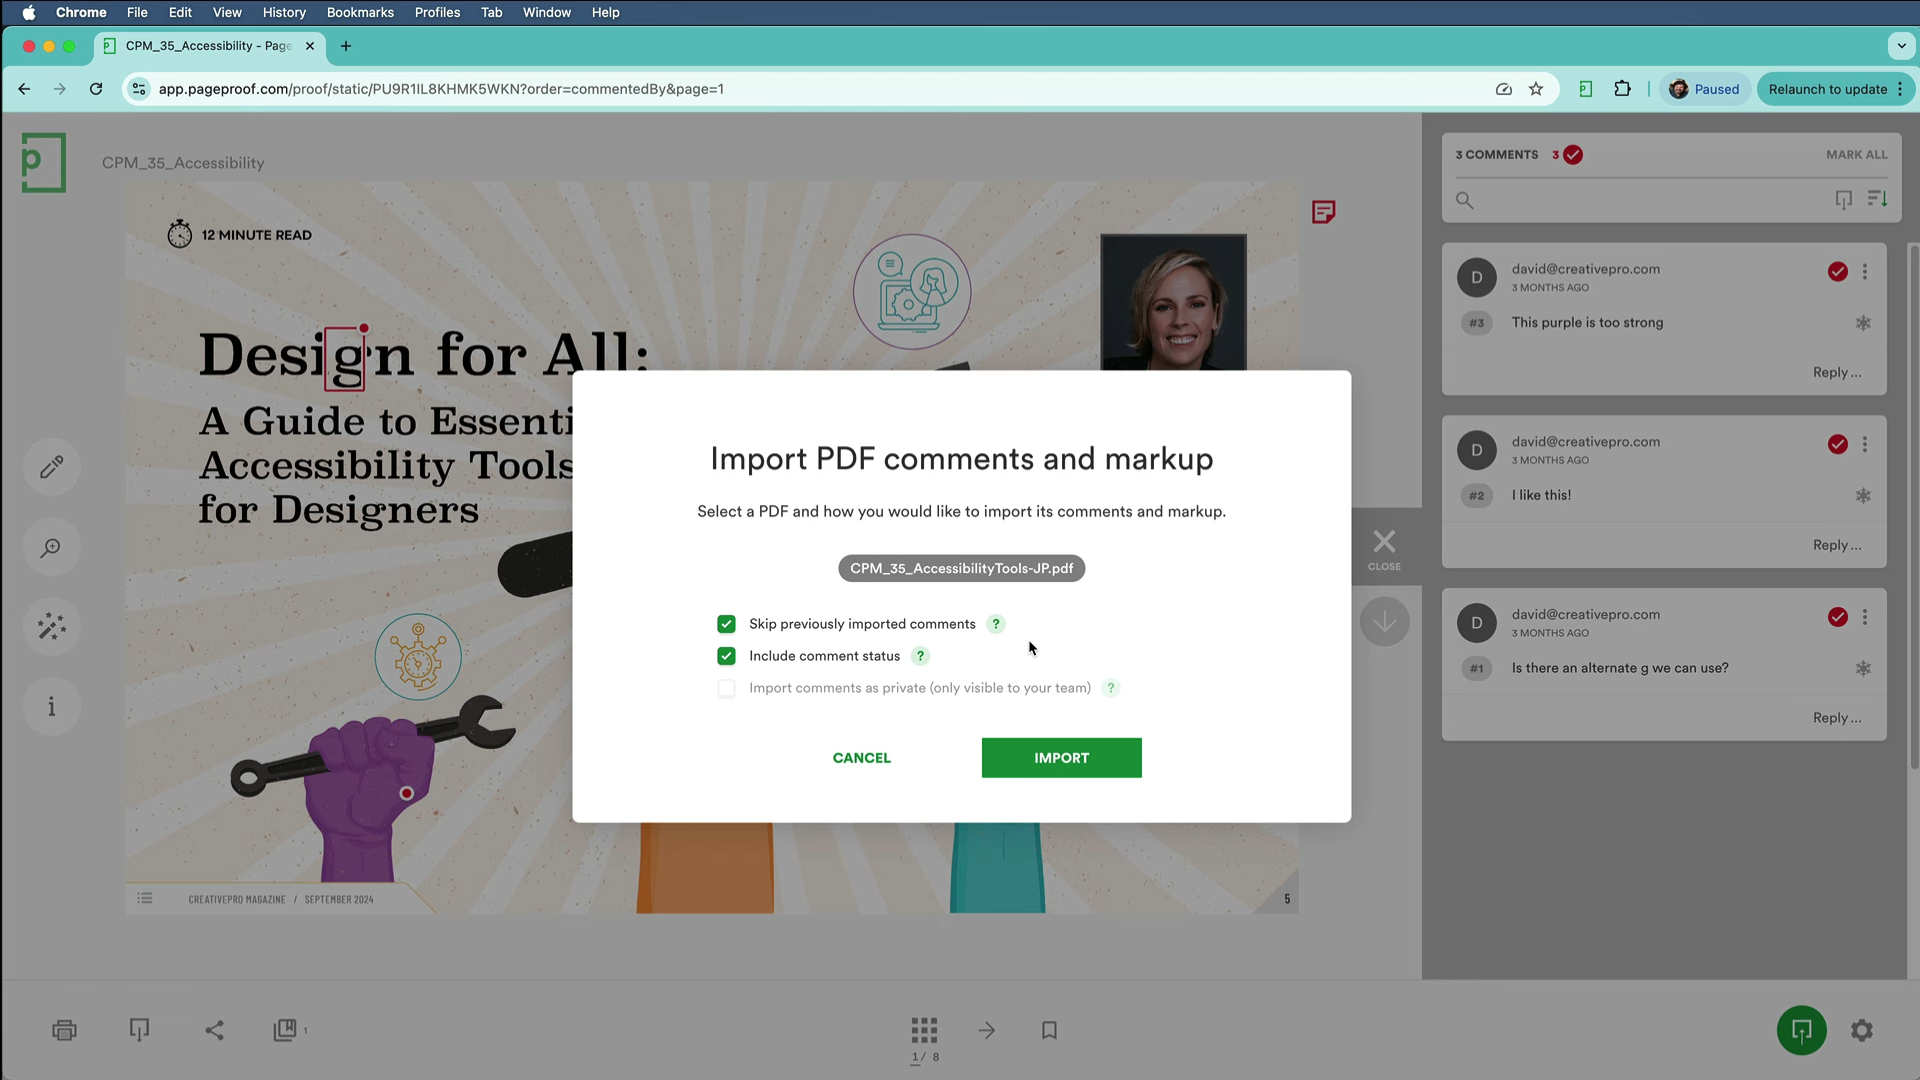 Chrome File Edit View History Bookmarks Profiles Tab Window Help
CPM_35_Accessibility - Page
app.pageproof.com/proof/static/PU9R1IL8KHMK5WKN?order=commentedBy&page=1
Paused
Relaunch to update
CPM_35_Accessibility
12 MINUTE READ
Design for All:
A Guide to Essenti
Accessibility Tools
for Designers
CREATIVEPRO MAGAZINE / SEPTEMBER 2024
5
Import PDF comments and markup
Select a PDF and how you would like to import its comments and markup.
CPM_35_AccessibilityTools-JP.pdf
Skip previously imported comments ?
Include comment status ?
Import comments as private (only visible to your team) ?
CANCEL
IMPORT
CLOSE
3 COMMENTS 3
MARK ALL
D
david@creativepro.com
3 MONTHS AGO
#3 This purple is too strong
Reply ...
D
david@creativepro.com
3 MONTHS AGO
#2 I like this!
Reply ...
D
david@creativepro.com
3 MONTHS AGO
#1 Is there an alternate g we can use?
Reply ...
1
1 / 8